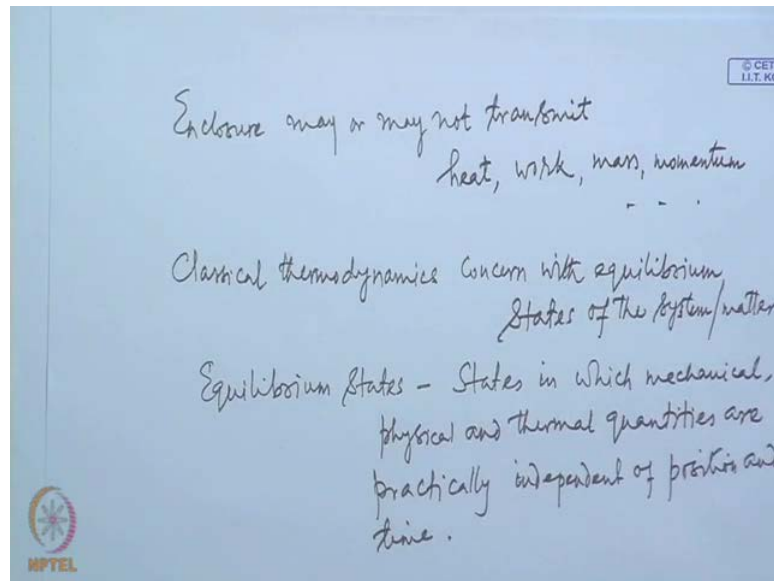 © CET
I.I.T. KG
Enclosure may or may not transmit
heat, work, mass, momentum
- - .
Classical thermodynamics Concern with equilibrium
States of the System/matter
Equilibrium States - States in which mechanical,
physical and thermal quantities are
practically independent of position and
time.
NPTEL